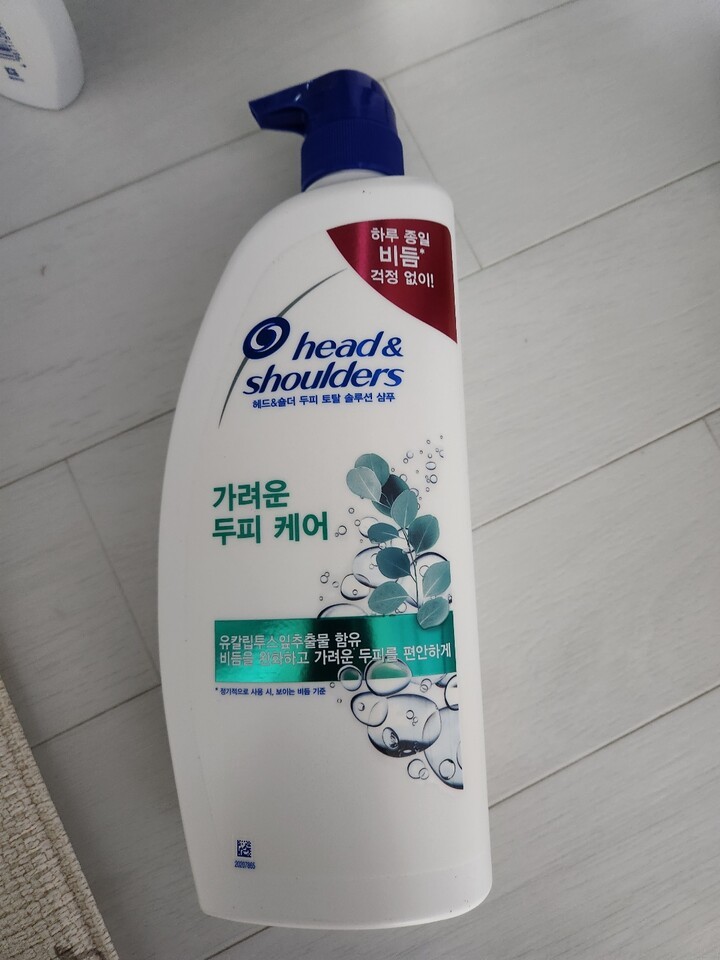 하루 종일
비듬*
걱정 없이!
head &
shoulders
헤드&숄더 두피 토탈 솔루션 샴푸
가려운
두피 케어
유칼립투스잎추출물 함유
비듬을 완화하고 가려운 두피를 편안하게
* 정기적으로 사용 시, 보이는 비듬 기준